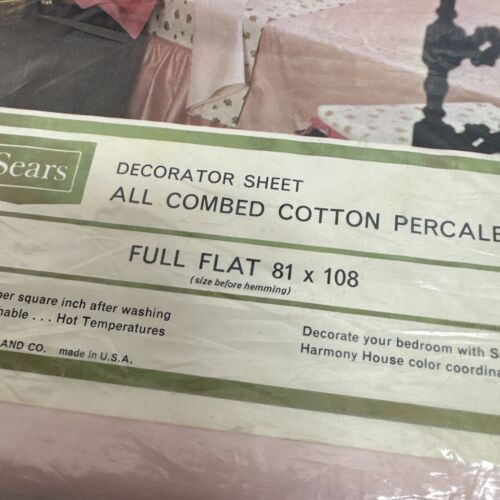 Sears
DECORATOR SHEET
ALL COMBED COTTON PERCALE
FULL FLAT 81 x 108
(size before hemming)
per square inch after washing
hable . . . Hot Temperatures
Decorate your bedroom with S
Harmony House color coordina
AND CO. made in U.S.A.